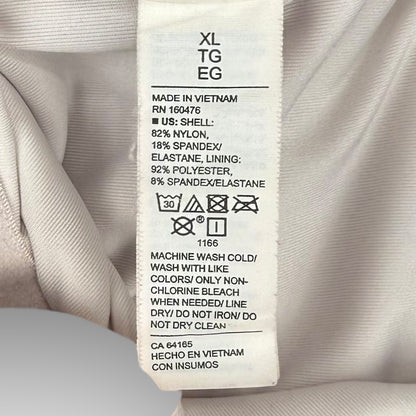 XL
TG
EG
MADE IN VIETNAM
RN 160476
■ US: SHELL:
82% NYLON,
18% SPANDEX/
ELASTANE, LINING:
92% POLYESTER,
8% SPANDEX/ELASTANE
30
®
1166
MACHINE WASH COLD/
WASH WITH LIKE
COLORS/ ONLY NON-
CHLORINE BLEACH
WHEN NEEDED/ LINE
DRY/ DO NOT IRON/ DO
NOT DRY CLEAN
CA 64165
HECHO EN VIETNAM
CON INSUMOS